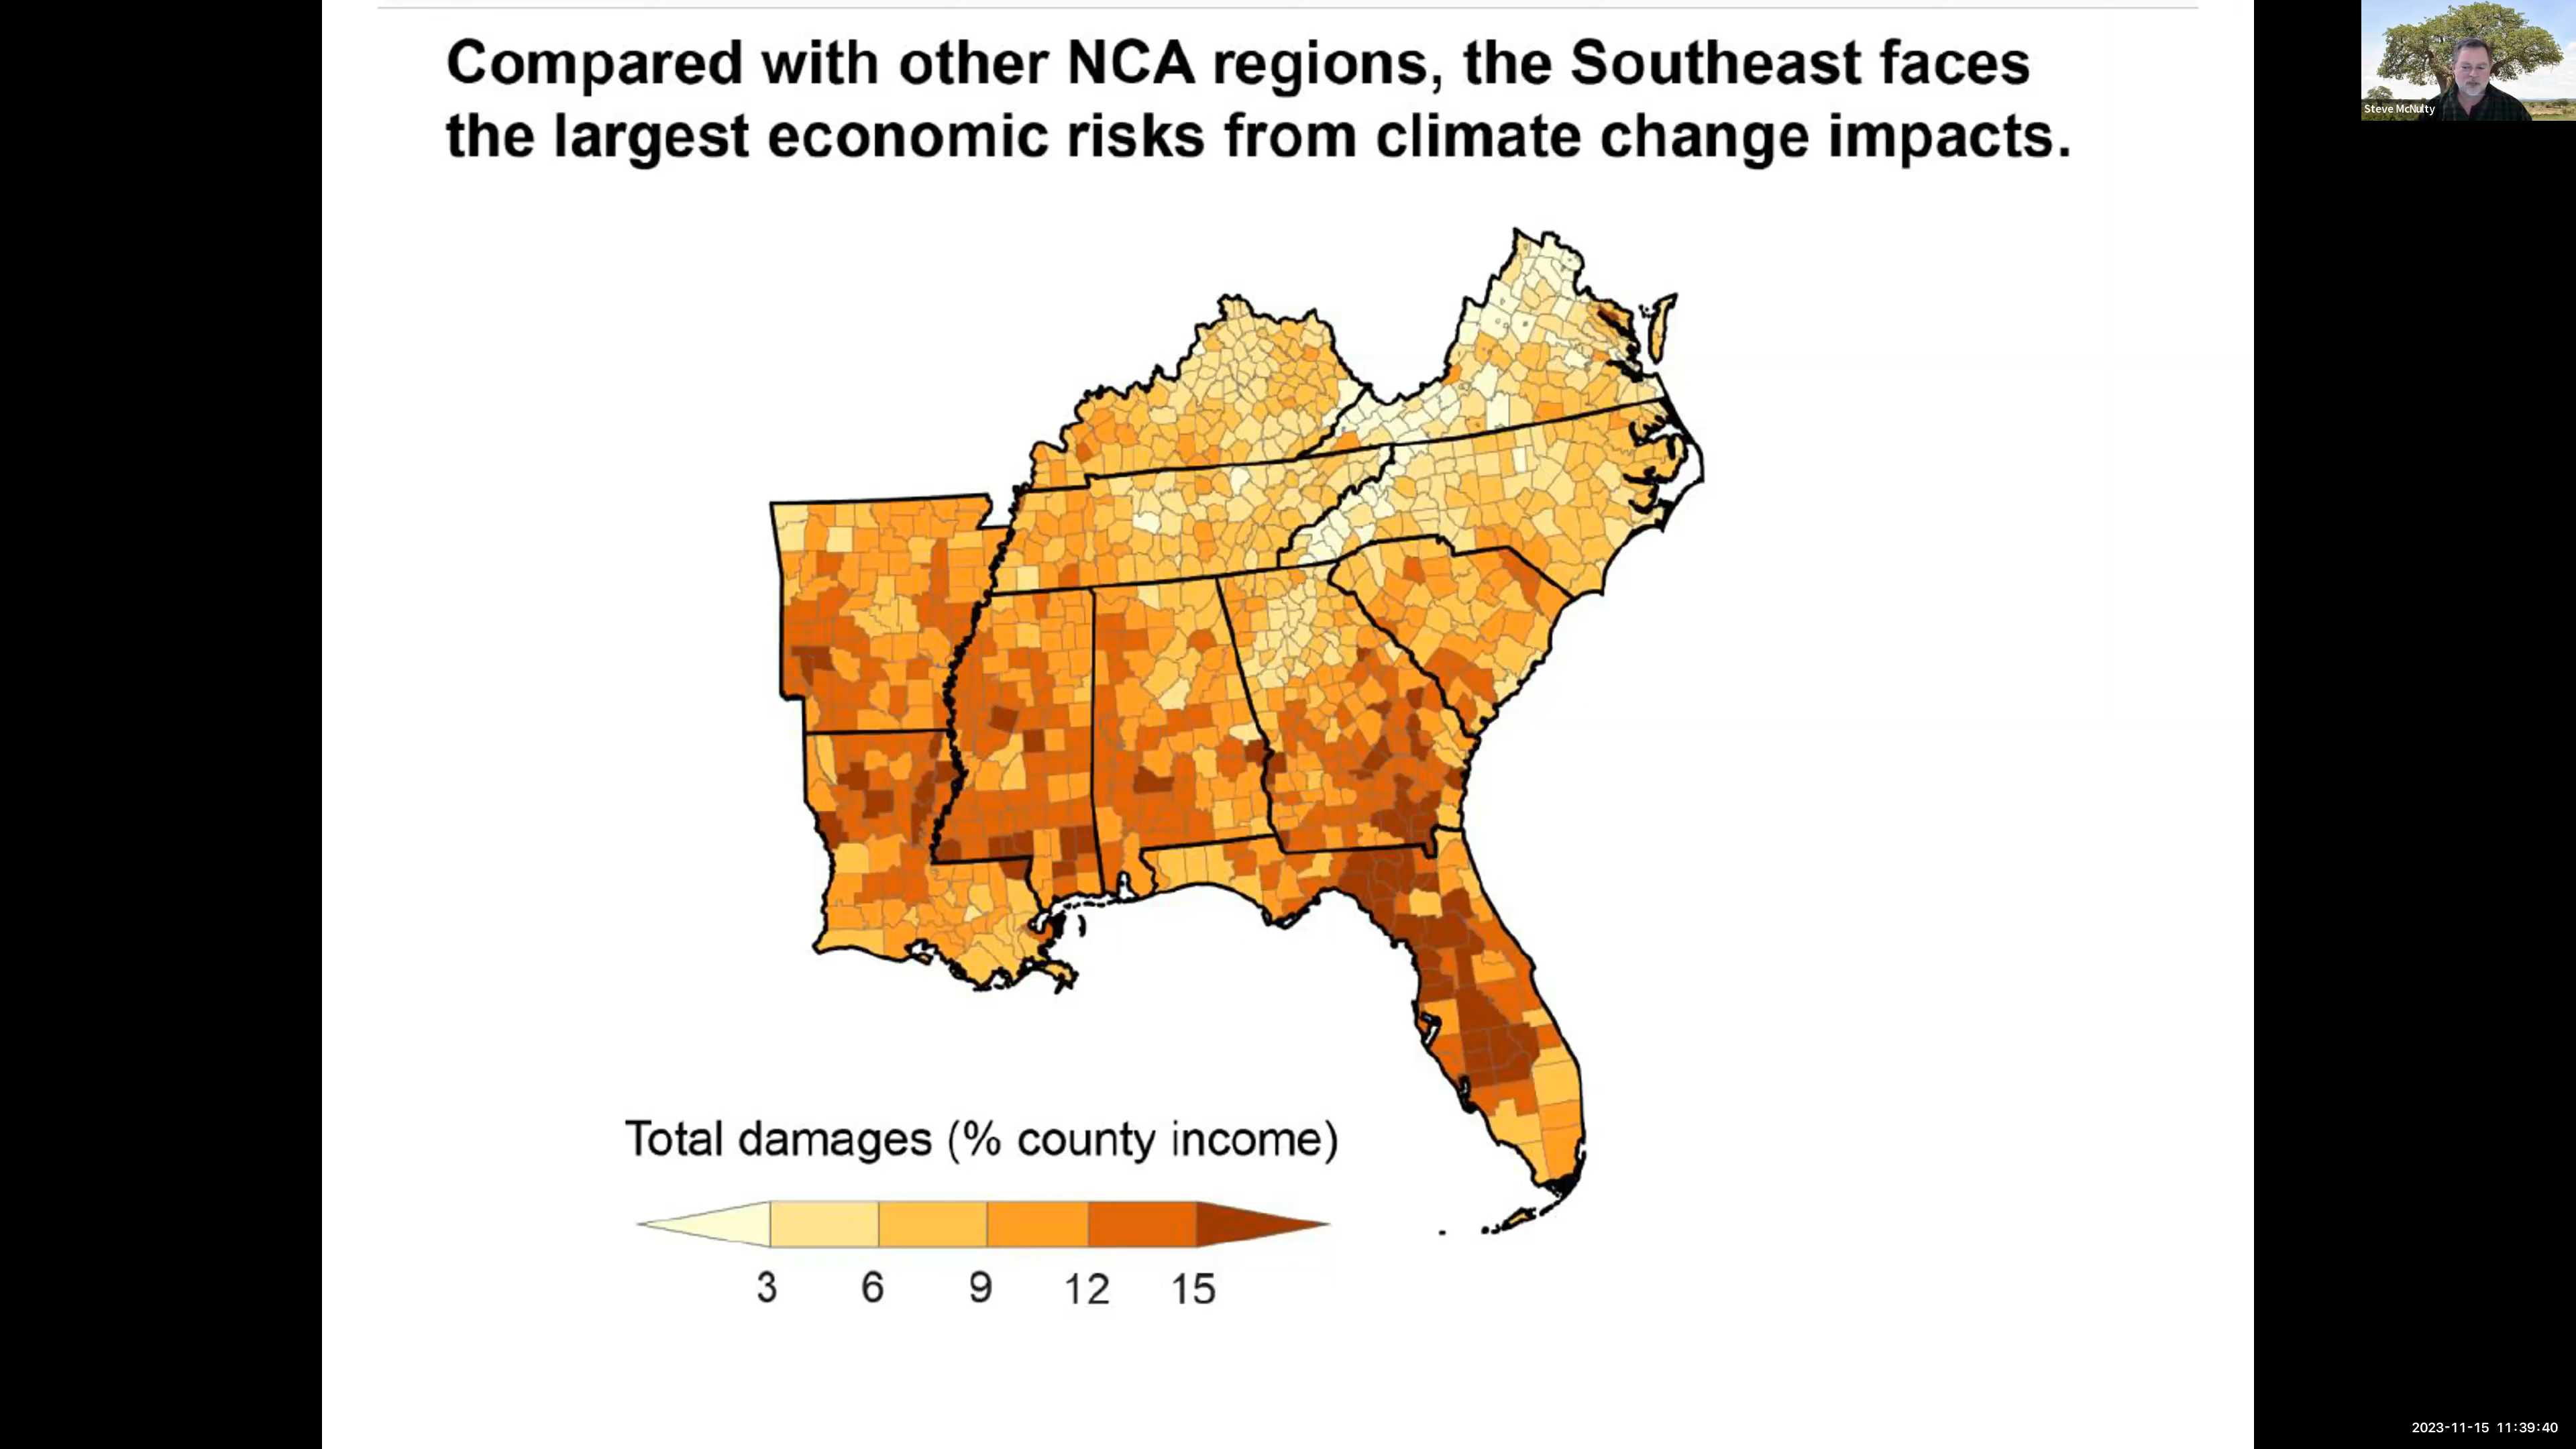 Compared with other NCA regions, the Southeast faces
the largest economic risks from climate change impacts.
Steve McNulty
Total damages (% county income)
3 6 9 12 15
2023-11-15 11:39:40